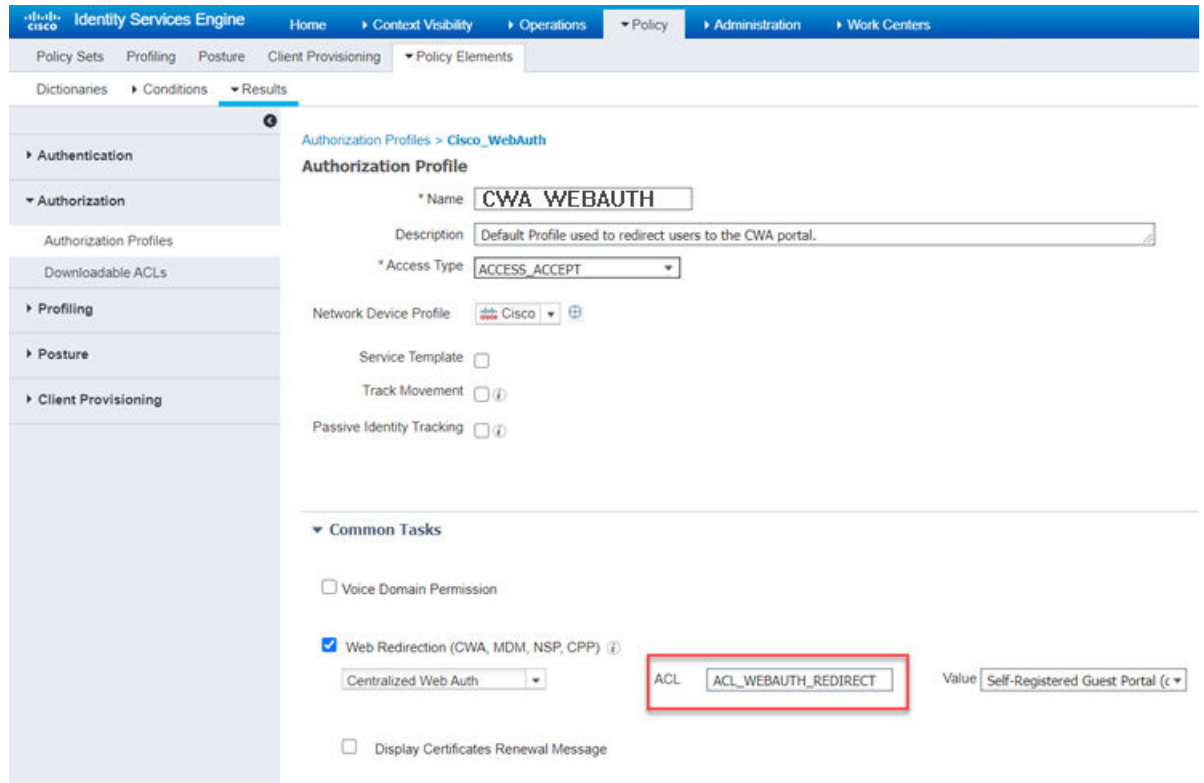 cisco Identity Services Engine Home Context Visibility Operations Policy Administration Work Centers
Policy Sets Profiling Posture Client Provisioning Policy Elements
Dictionaries Conditions Results
Authorization Profiles > Cisco_WebAuth
Authorization Profile
Authentication
Authorization
Authorization Profiles
Downloadable ACLs
Profiling
Posture
Client Provisioning
* Name CWA_WEBAUTH
Description Default Profile used to redirect users to the CWA portal.
* Access Type ACCESS_ACCEPT
Network Device Profile Cisco
Service Template
Track Movement
Passive Identity Tracking
Common Tasks
Voice Domain Permission
Web Redirection (CWA, MDM, NSP, CPP)
Centralized Web Auth ACL ACL_WEBAUTH_REDIRECT Value Self-Registered Guest Portal (c
Display Certificates Renewal Message